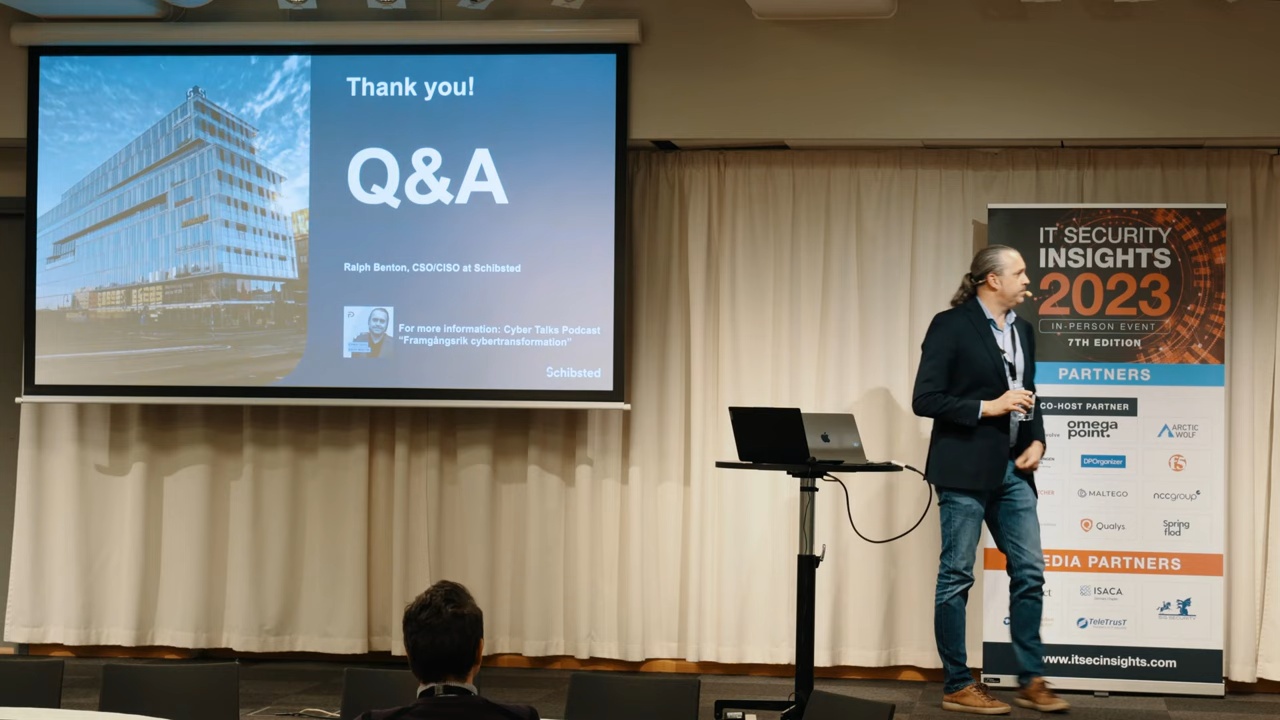 Thank you!
Q&A
Ralph Benton, CSO/CISO at Schibsted
For more information: Cyber Talks Podcast
"Framgångsrik cybertransformation"
Schibsted
IT SECURITY
INSIGHTS
2023
IN-PERSON EVENT
7TH EDITION
PARTNERS
CO-HOST PARTNER
omega
point.
ARCTIC
WOLF
DPOrganizer
MALTEGO
nccgroup
Qualys.
Spring
flod
EDIA PARTNERS
ISACA
TeleTrusT
www.itsecinsights.com